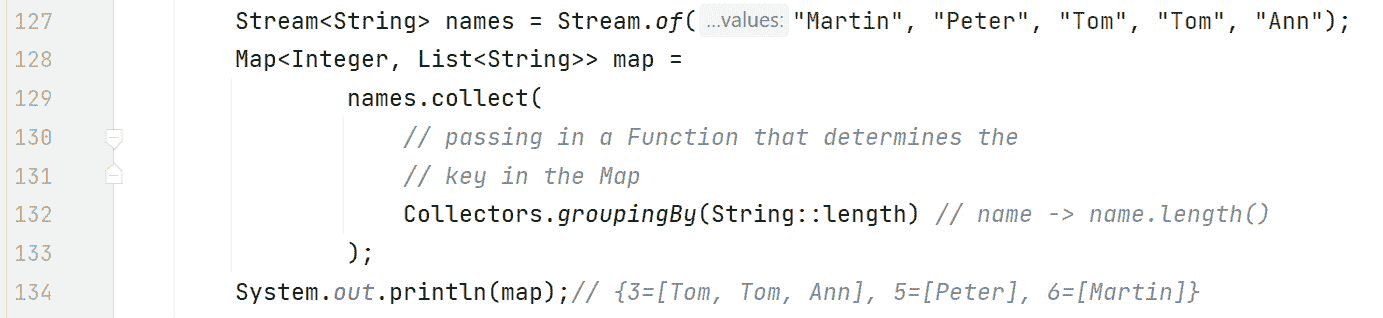 127 Stream<String> names = Stream.of( ...values: "Martin", "Peter", "Tom", "Tom", "Ann");
128 Map<Integer, List<String>> map =
129 names.collect(
130 // passing in a Function that determines the
131 // key in the Map
132 Collectors.groupingBy(String::length) // name -> name.length()
133 );
134 System.out.println(map);// {3=[Tom, Tom, Ann], 5=[Peter], 6=[Martin]}